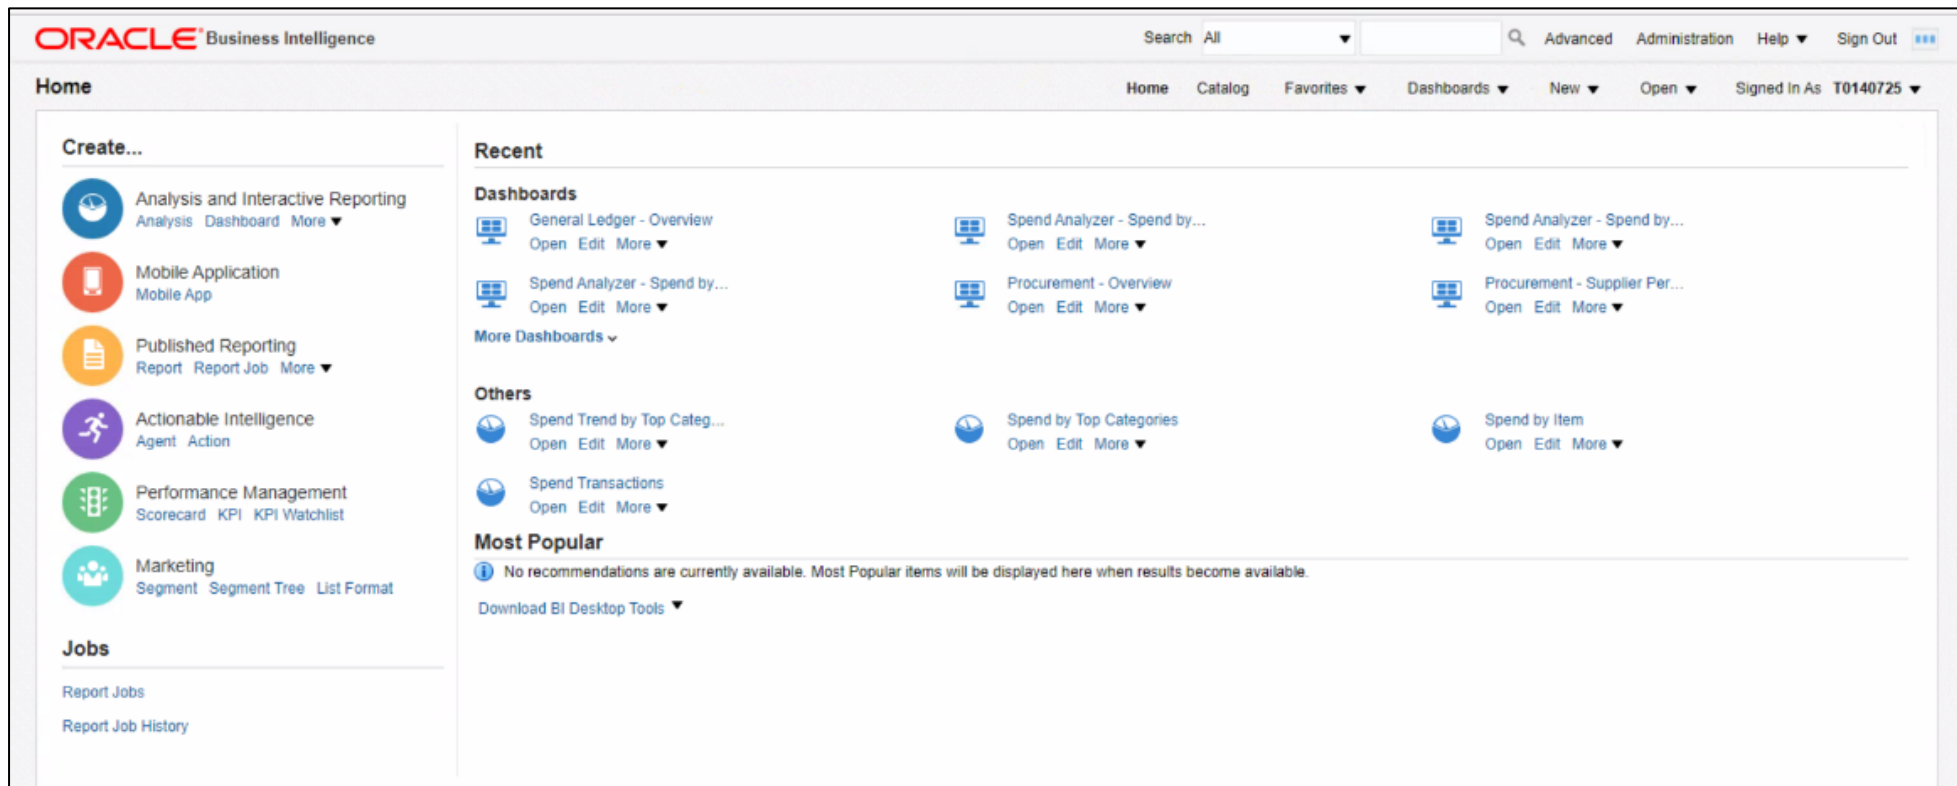 ORACLE Business Intelligence
Search All Advanced Administration Help Sign Out
Home
Home Catalog Favorites Dashboards New Open Signed In As T0140725
Create...
Analysis and Interactive Reporting
Analysis Dashboard More
Mobile Application
Mobile App
Published Reporting
Report Report Job More
Actionable Intelligence
Agent Action
Performance Management
Scorecard KPI KPI Watchlist
Marketing
Segment Segment Tree List Format
Jobs
Report Jobs
Report Job History
Recent
Dashboards
General Ledger - Overview
Open Edit More
Spend Analyzer - Spend by...
Open Edit More
Spend Analyzer - Spend by...
Open Edit More
Spend Analyzer - Spend by...
Open Edit More
Procurement - Overview
Open Edit More
Procurement - Supplier Per...
Open Edit More
More Dashboards
Others
Spend Trend by Top Categ...
Open Edit More
Spend by Top Categories
Open Edit More
Spend by Item
Open Edit More
Spend Transactions
Open Edit More
Most Popular
No recommendations are currently available. Most Popular items will be displayed here when results become available.
Download BI Desktop Tools